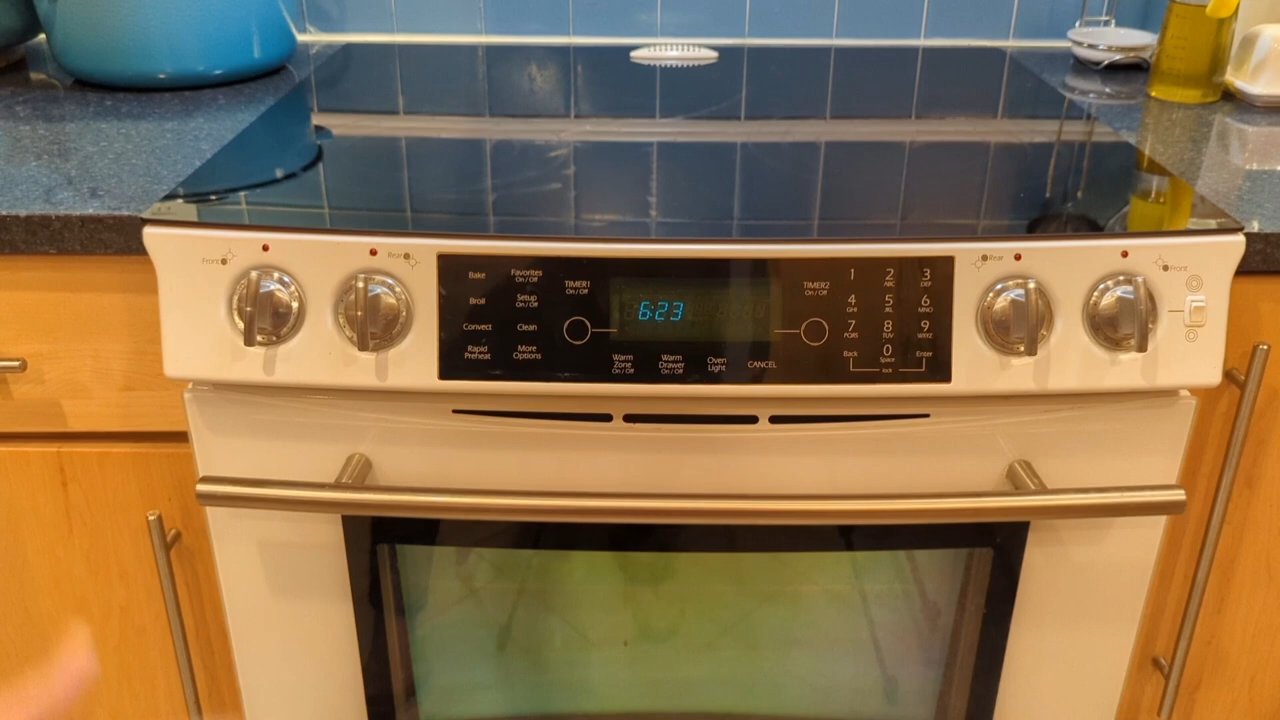 Front
Rear
Bake
Broil
Convect
Rapid
Preheat
Favorites
On / Off
Setup
On / Off
Clean
More
Options
TIMER1
On / Off
6:23
Warm
Zone
On / Off
Warm
Drawer
On / Off
Oven
Light
CANCEL
TIMER2
On / Off
1
2
ABC
3
DEF
4
GHI
5
JKL
6
MNO
7
PQRS
8
TUV
9
WXYZ
Back
0
Space
Enter
lock
Rear
Front